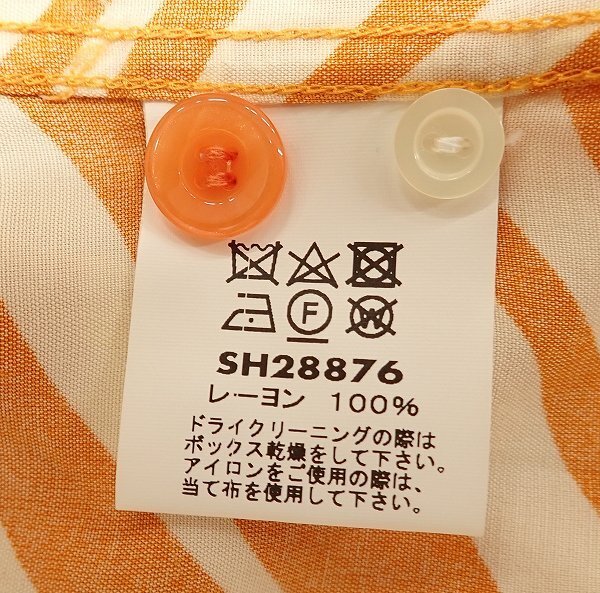 F W
SH28876
レーヨン 100%
ドライクリーニングの際は
ボックス乾燥をして下さい。
アイロンをご使用の際は、
当て布を使用して下さい。